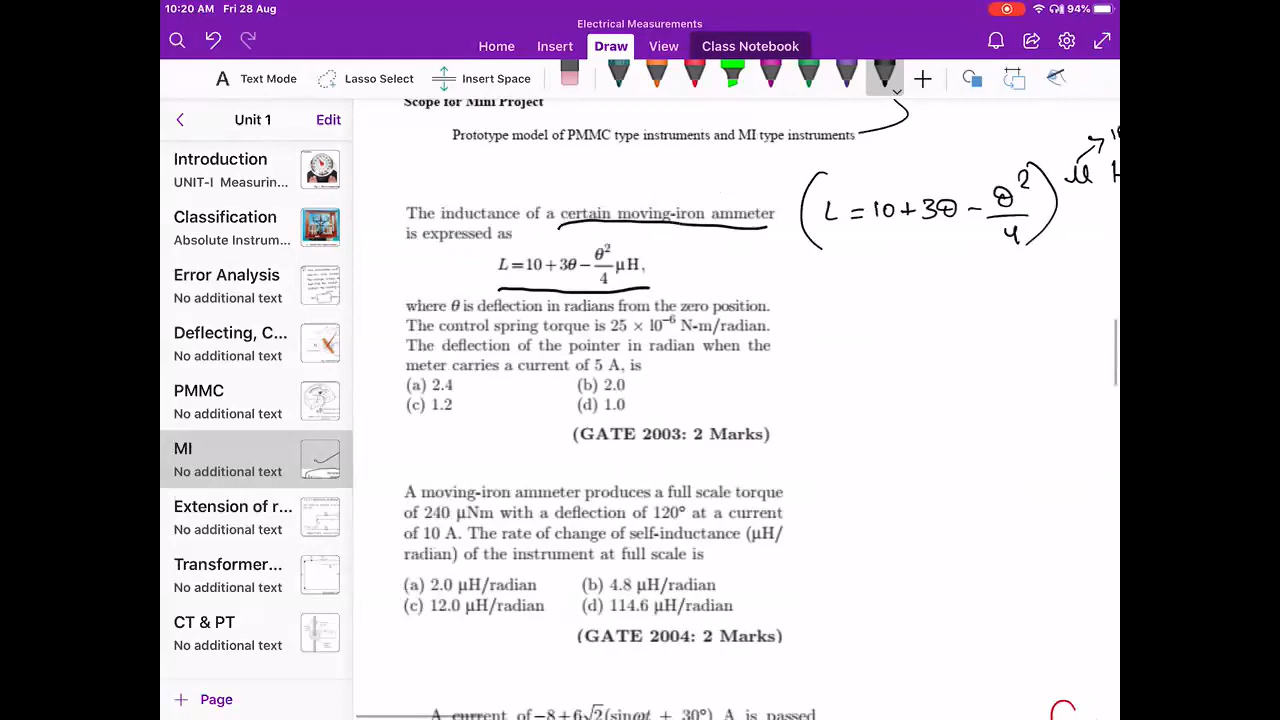 10:20 AM Fri 28 Aug
94%
Electrical Measurements
Home Insert Draw View Class Notebook
A Text Mode Lasso Select Insert Space
Unit 1
Edit
Introduction
UNIT-I Measurin...
Classification
Absolute Instrum...
Error Analysis
No additional text
Deflecting, C...
No additional text
PMMC
No additional text
MI
No additional text
Extension of r...
No additional text
Transformer...
No additional text
CT & PT
No additional text
+ Page
Scope for Mini Project
Prototype model of PMMC type instruments and MI type instruments
The inductance of a certain moving-iron ammeter
is expressed as
L=10+3θ−θ²/4 μH,
where θ is deflection in radians from the zero position.
The control spring torque is 25 × 10⁻⁶ N-m/radian.
The deflection of the pointer in radian when the
meter carries a current of 5 A, is
(a) 2.4 (b) 2.0
(c) 1.2 (d) 1.0
(GATE 2003: 2 Marks)
(L = 10+3θ − θ²/4) μ
A moving-iron ammeter produces a full scale torque
of 240 μNm with a deflection of 120° at a current
of 10 A. The rate of change of self-inductance (μH/
radian) of the instrument at full scale is
(a) 2.0 μH/radian (b) 4.8 μH/radian
(c) 12.0 μH/radian (d) 114.6 μH/radian
(GATE 2004: 2 Marks)
A current of −8+6√2(sinωt + 30°) A is passed